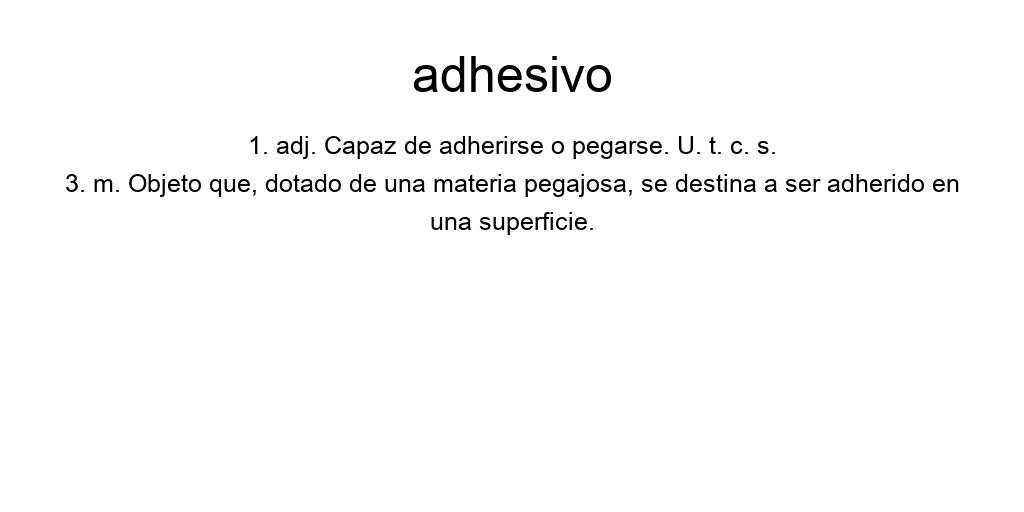 adhesivo
1. adj. Capaz de adherirse o pegarse. U. t. c. s.
3. m. Objeto que, dotado de una materia pegajosa, se destina a ser adherido en
una superficie.